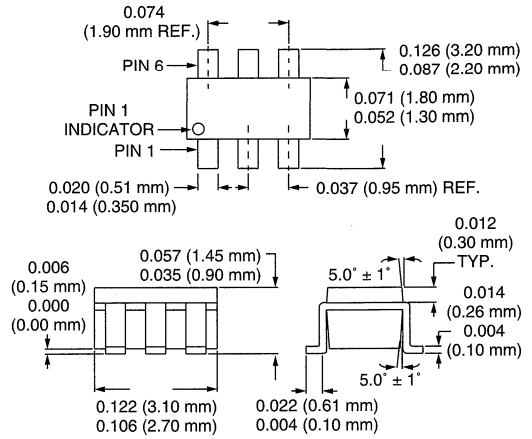 0.074
(1.90 mm REF.)
PIN 6
0.126 (3.20 mm)
0.087 (2.20 mm)
PIN 1
INDICATOR
0.071 (1.80 mm)
0.052 (1.30 mm)
PIN 1
0.020 (0.51 mm)
0.014 (0.350 mm)
0.037 (0.95 mm) REF.
0.006
(0.15 mm)
0.000
(0.00 mm)
0.057 (1.45 mm)
0.035 (0.90 mm)
0.122 (3.10 mm)
0.106 (2.70 mm)
5.0° ± 1°
0.012
(0.30 mm)
TYP.
0.014
(0.26 mm)
0.004
(0.10 mm)
5.0° ± 1°
0.022 (0.61 mm)
0.004 (0.10 mm)